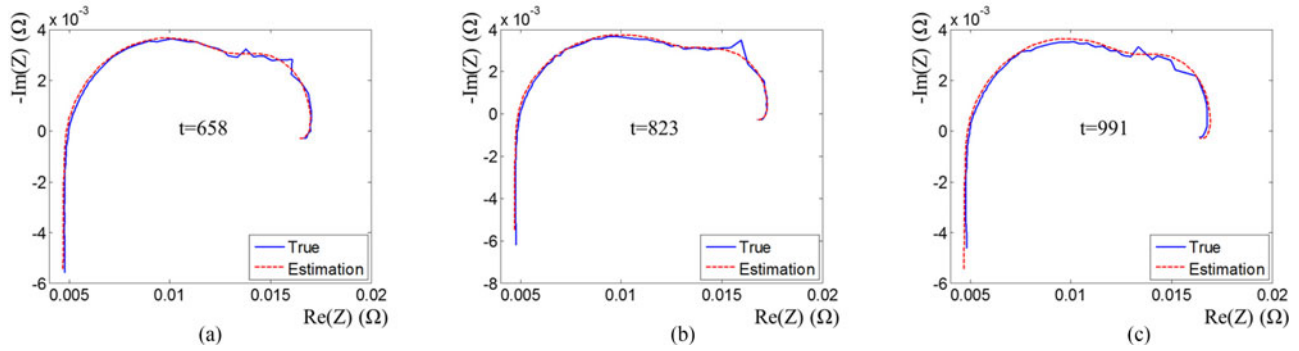 x 10⁻³
-Im(Z) (Ω)
4
2
0
-2
-4
-6
t=658
True
Estimation
0.005
0.01
0.015
0.02
Re(Z) (Ω)
(a)
x 10⁻³
-Im(Z) (Ω)
4
2
0
-2
-4
-6
-8
t=823
True
Estimation
0.005
0.01
0.015
0.02
Re(Z) (Ω)
(b)
x 10⁻³
-Im(Z) (Ω)
4
2
0
-2
-4
-6
t=991
True
Estimation
0.005
0.01
0.015
0.02
Re(Z) (Ω)
(c)